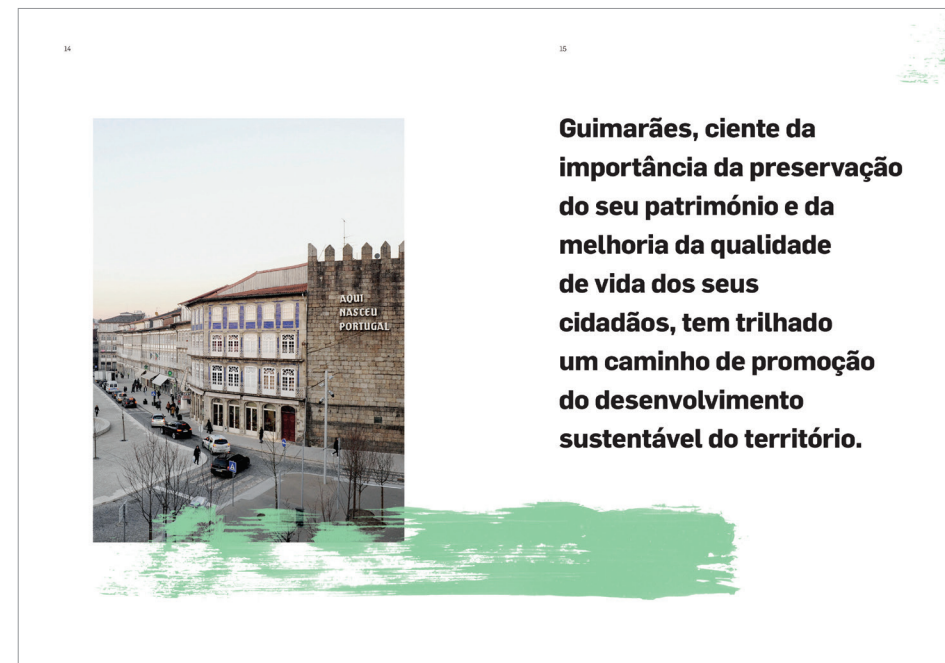 14
15
AQUI
NASCEU
PORTUGAL
Guimarães, ciente da
importância da preservação
do seu património e da
melhoria da qualidade
de vida dos seus
cidadãos, tem trilhado
um caminho de promoção
do desenvolvimento
sustentável do território.